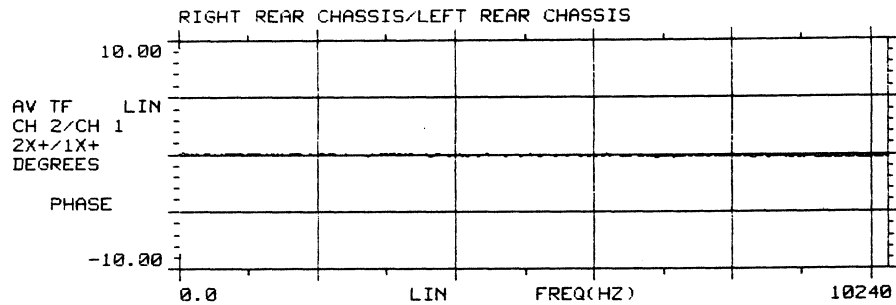 RIGHT REAR CHASSIS/LEFT REAR CHASSIS
10.00
AV TF LIN
CH 2/CH 1
2X+/1X+
DEGREES
PHASE
-10.00
0.0 LIN FREQ(HZ) 10240